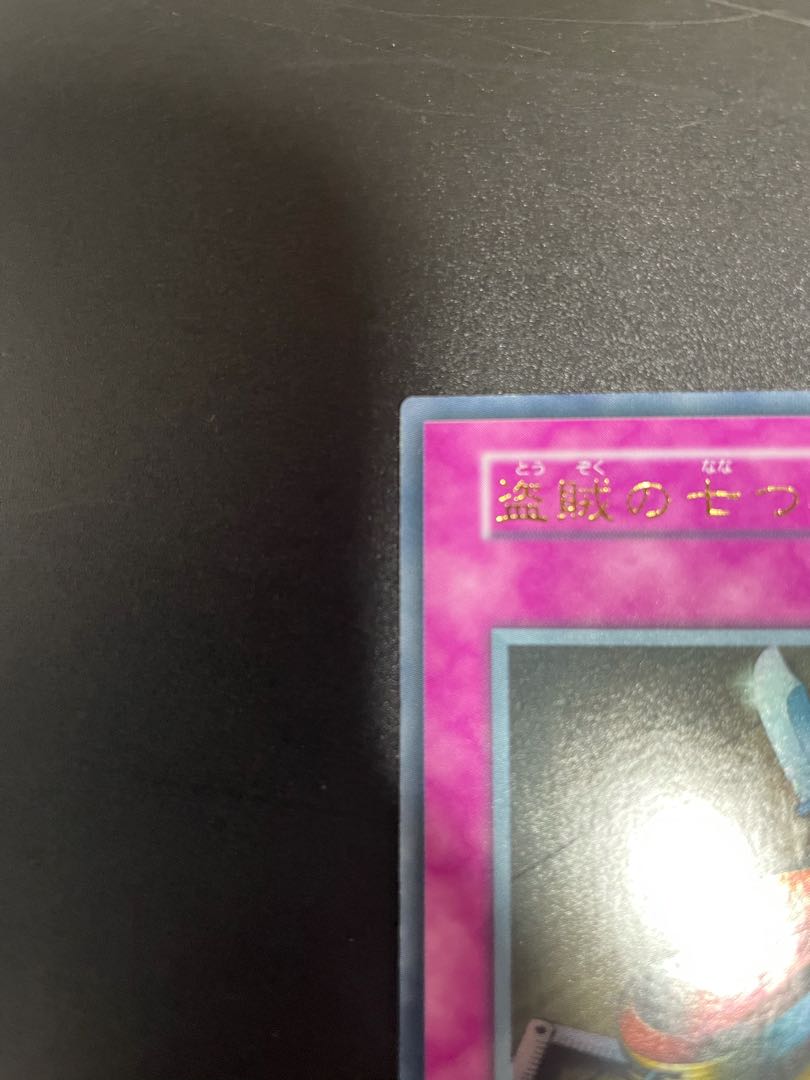 とう ぞく なな
盗賊の七つ